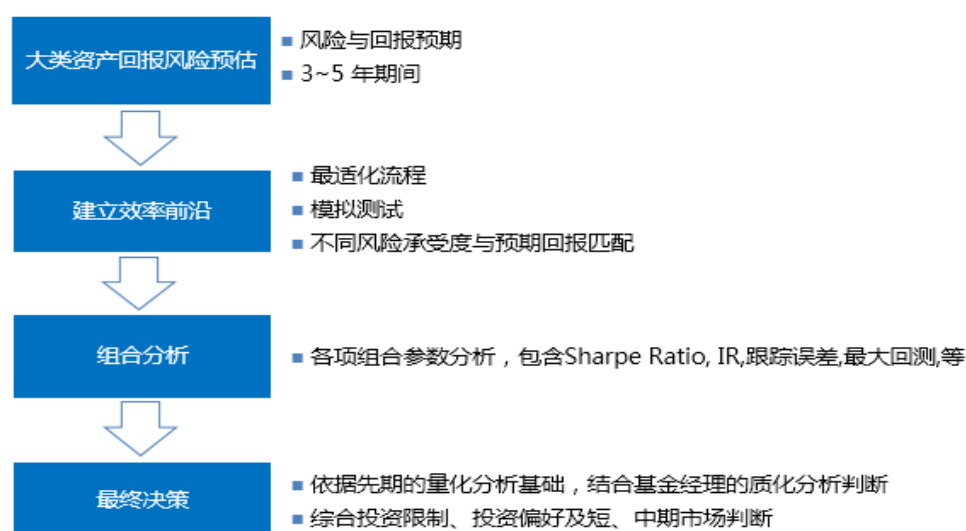 大类资产回报风险预估
■ 风险与回报预期
■ 3~5 年期间
建立效率前沿
■ 最适化流程
■ 模拟测试
■ 不同风险承受度与预期回报匹配
组合分析
■ 各项组合参数分析，包含Sharpe Ratio, IR,跟踪误差,最大回测,等
最终决策
■ 依据先期的量化分析基础，结合基金经理的质化分析判断
■ 综合投资限制、投资偏好及短、中期市场判断